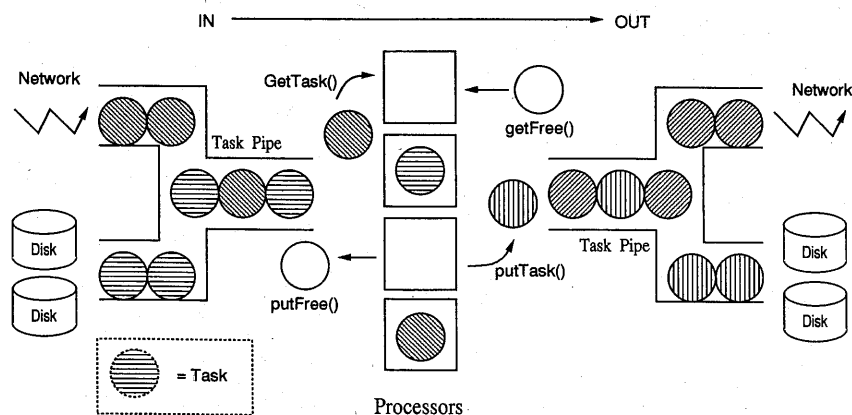 IN
OUT
Network
GetTask()
Network
getFree()
Task Pipe
Task Pipe
Disk
Disk
putFree()
putTask()
Disk
Disk
= Task
Processors